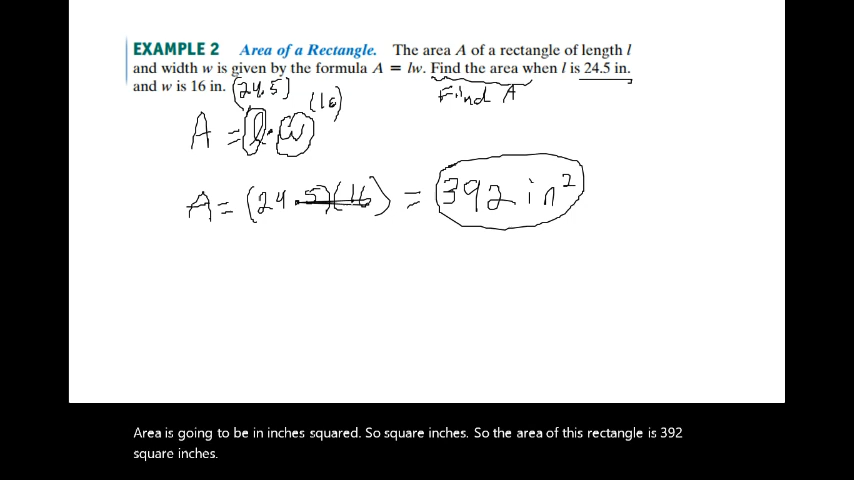 EXAMPLE 2 Area of a Rectangle. The area A of a rectangle of length l
and width w is given by the formula A = lw. Find the area when l is 24.5 in.
and w is 16 in.
(24.5) (16) Find A
A = l · w
A = (24.5)(16) = 392 in²
Area is going to be in inches squared. So square inches. So the area of this rectangle is 392
square inches.